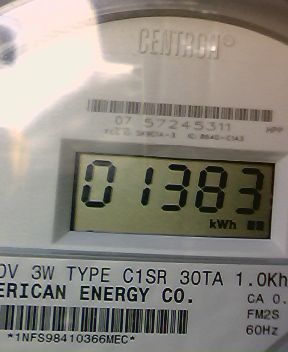 CENTRON®
07 57245311 HPP
01383
kWh
0V 3W TYPE C1SR 30TA 1.0Kh
ERICAN ENERGY CO. CA 0.
FM2S
60Hz
*1NFS98410366MEC*